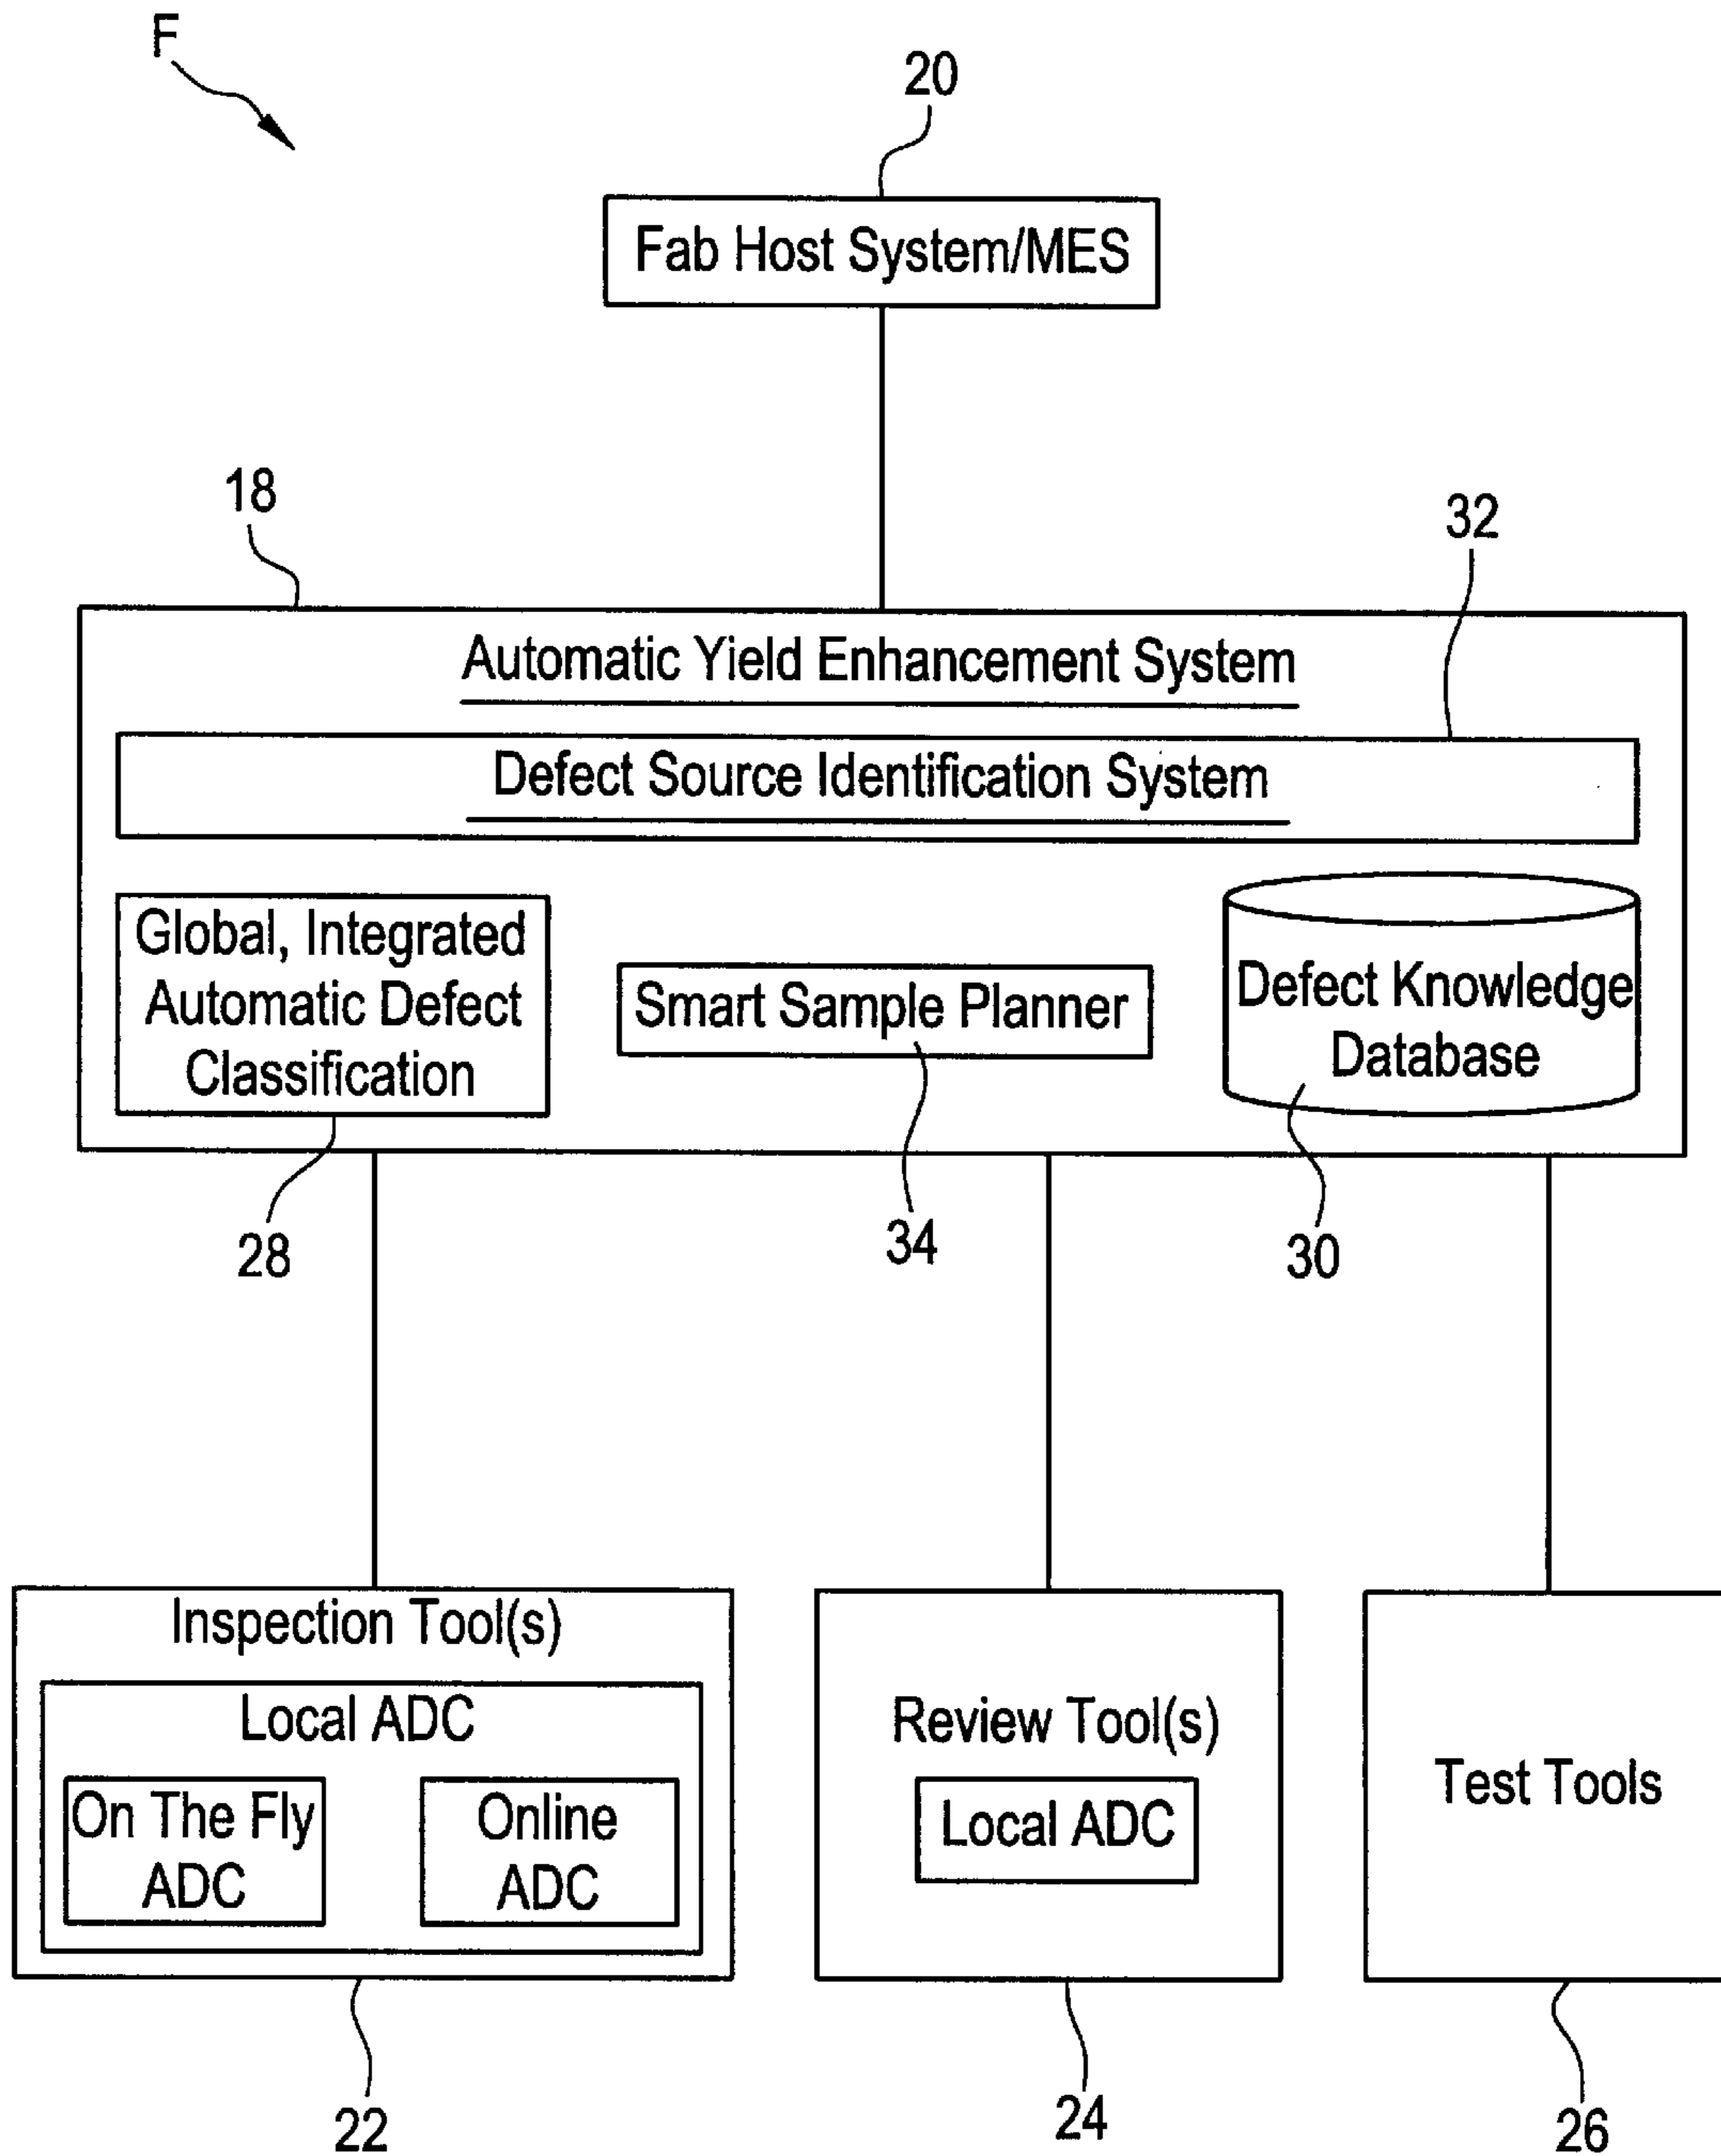 F
20
Fab Host System/MES
18
32
Automatic Yield Enhancement System
Defect Source Identification System
Global, Integrated
Automatic Defect
Classification
Smart Sample Planner
Defect Knowledge
Database
28
34
30
Inspection Tool(s)
Local ADC
On The Fly
ADC
Online
ADC
Review Tool(s)
Local ADC
Test Tools
22
24
26